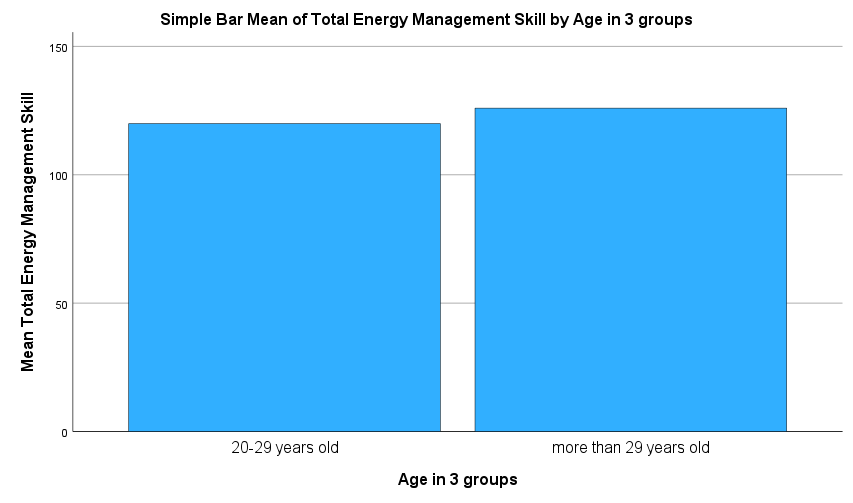 Simple Bar Mean of Total Energy Management Skill by Age in 3 groups
Mean Total Energy Management Skill
150
100
50
0
20-29 years old
more than 29 years old
Age in 3 groups